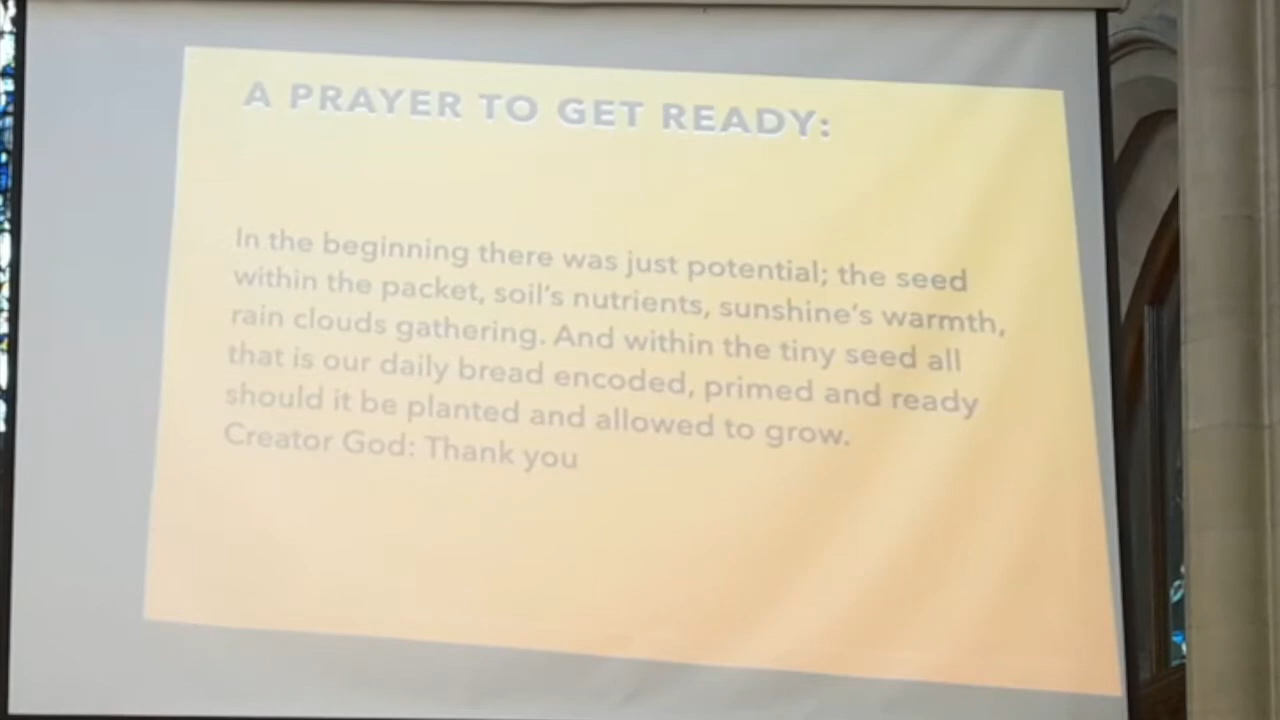 A PRAYER TO GET READY:
In the beginning there was just potential; the seed
within the packet, soil's nutrients, sunshine's warmth,
rain clouds gathering. And within the tiny seed all
that is our daily bread encoded, primed and ready
should it be planted and allowed to grow.
Creator God: Thank you